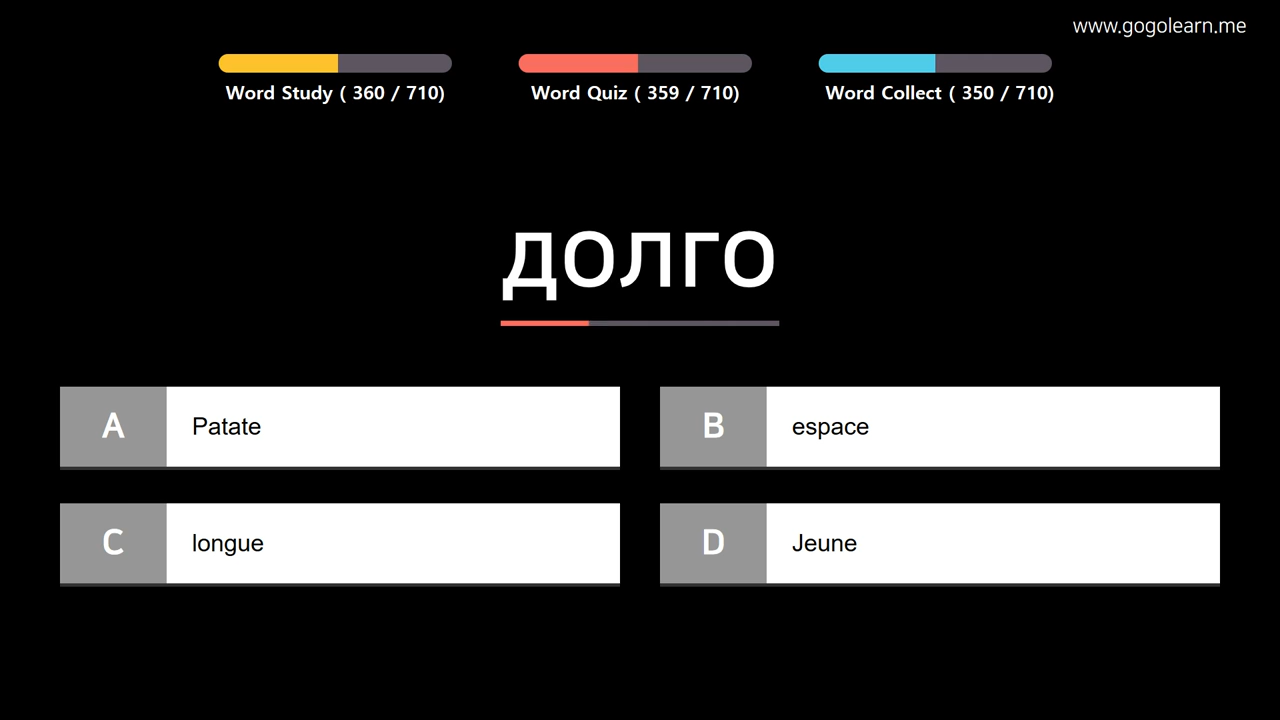 www.gogolearn.me
Word Study ( 360 / 710)
Word Quiz ( 359 / 710)
Word Collect ( 350 / 710)
долго
A Patate
B espace
C longue
D Jeune